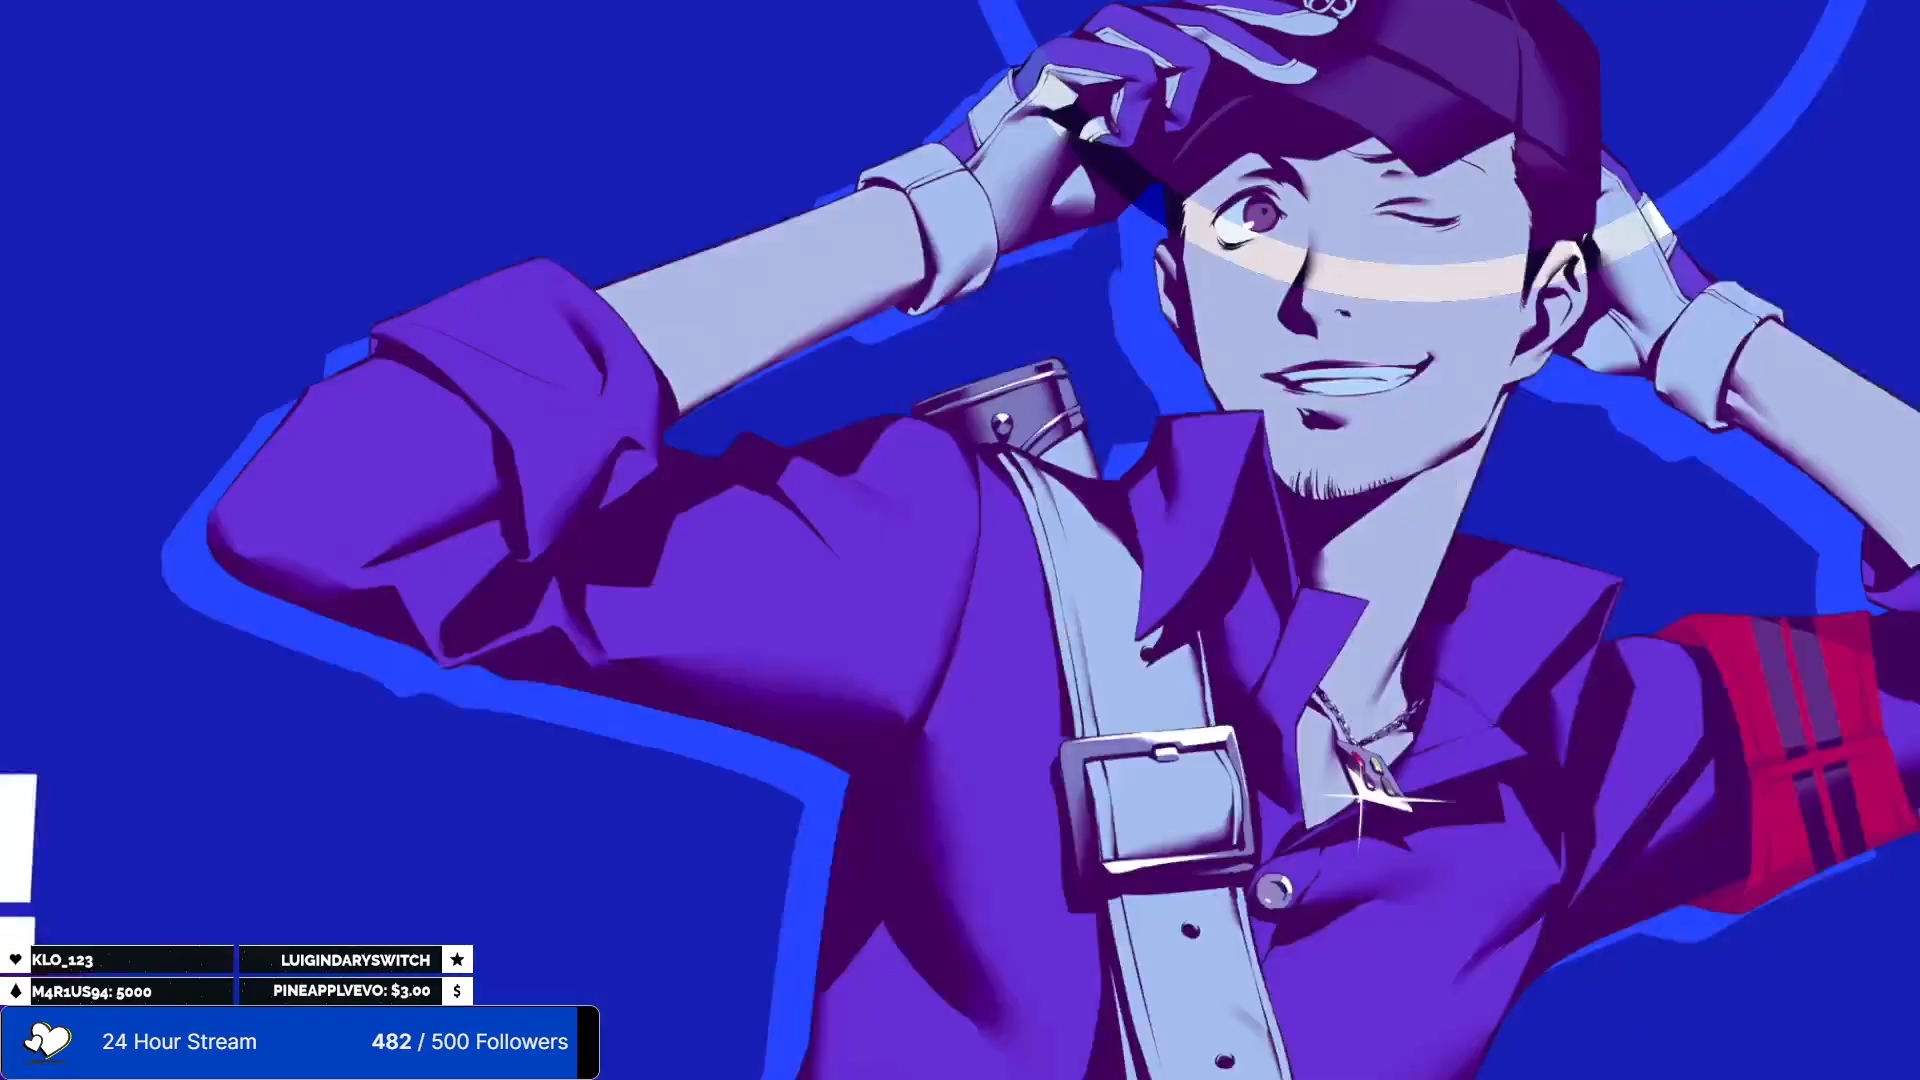 KLO_123
LUIGINDARYSWITCH
M4R1US94: 5000
PINEAPPLVEVO: $3.00
$
24 Hour Stream
482 / 500 Followers